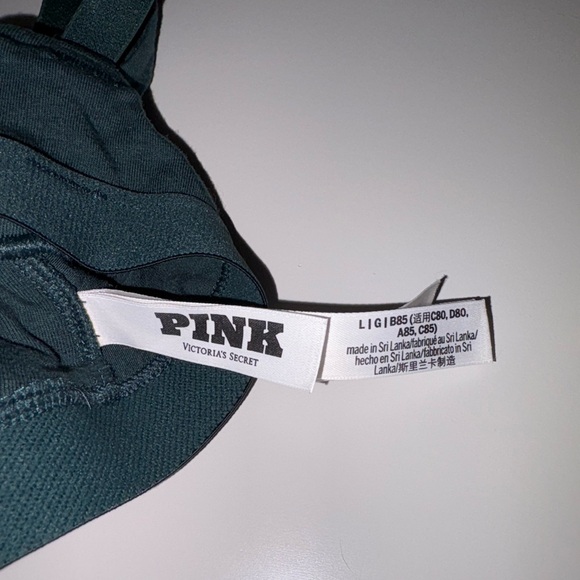 PINK
VICTORIA'S SECRET
L | G | B85 (适用C80, D80,
A85, C85)
made in Sri Lanka/fabriqué au Sri Lanka/
hecho en Sri Lanka/fabbricato in Sri
Lanka/斯里兰卡制造